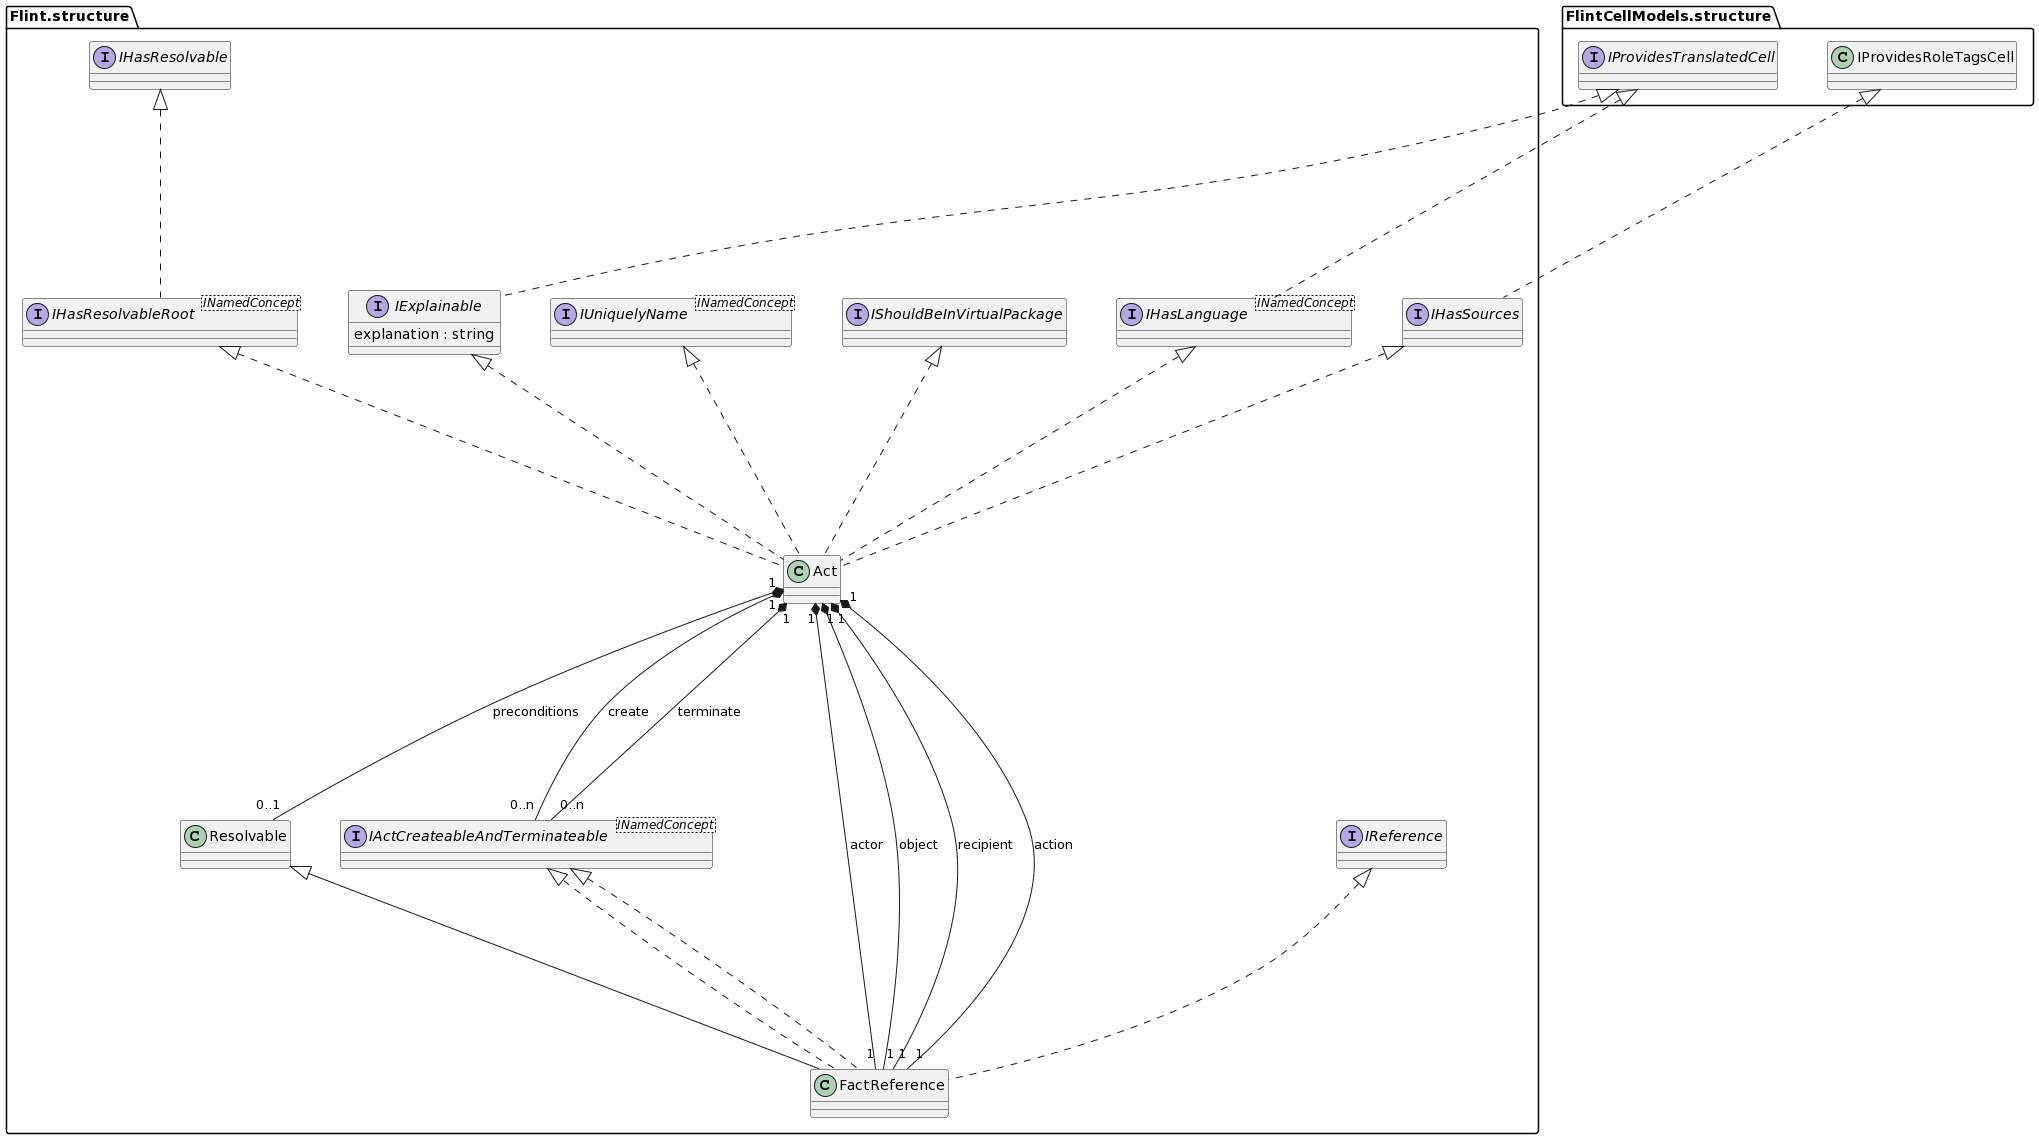 Flint.structure
FlintCellModels.structure
I IHasResolvable
I IProvidesTranslatedCell
C IProvidesRoleTagsCell
I IHasResolvableRoot INamedConcept
I IExplainable
explanation : string
I IUniquelyName INamedConcept
I IShouldBeInVirtualPackage
I IHasLanguage INamedConcept
I IHasSources
C Act
1
1
1
1
1
1
1
preconditions
create
terminate
0..1
0..n
0..n
C Resolvable
I IActCreateableAndTerminateable INamedConcept
I IReference
actor
object
recipient
action
1
1
1
1
C FactReference